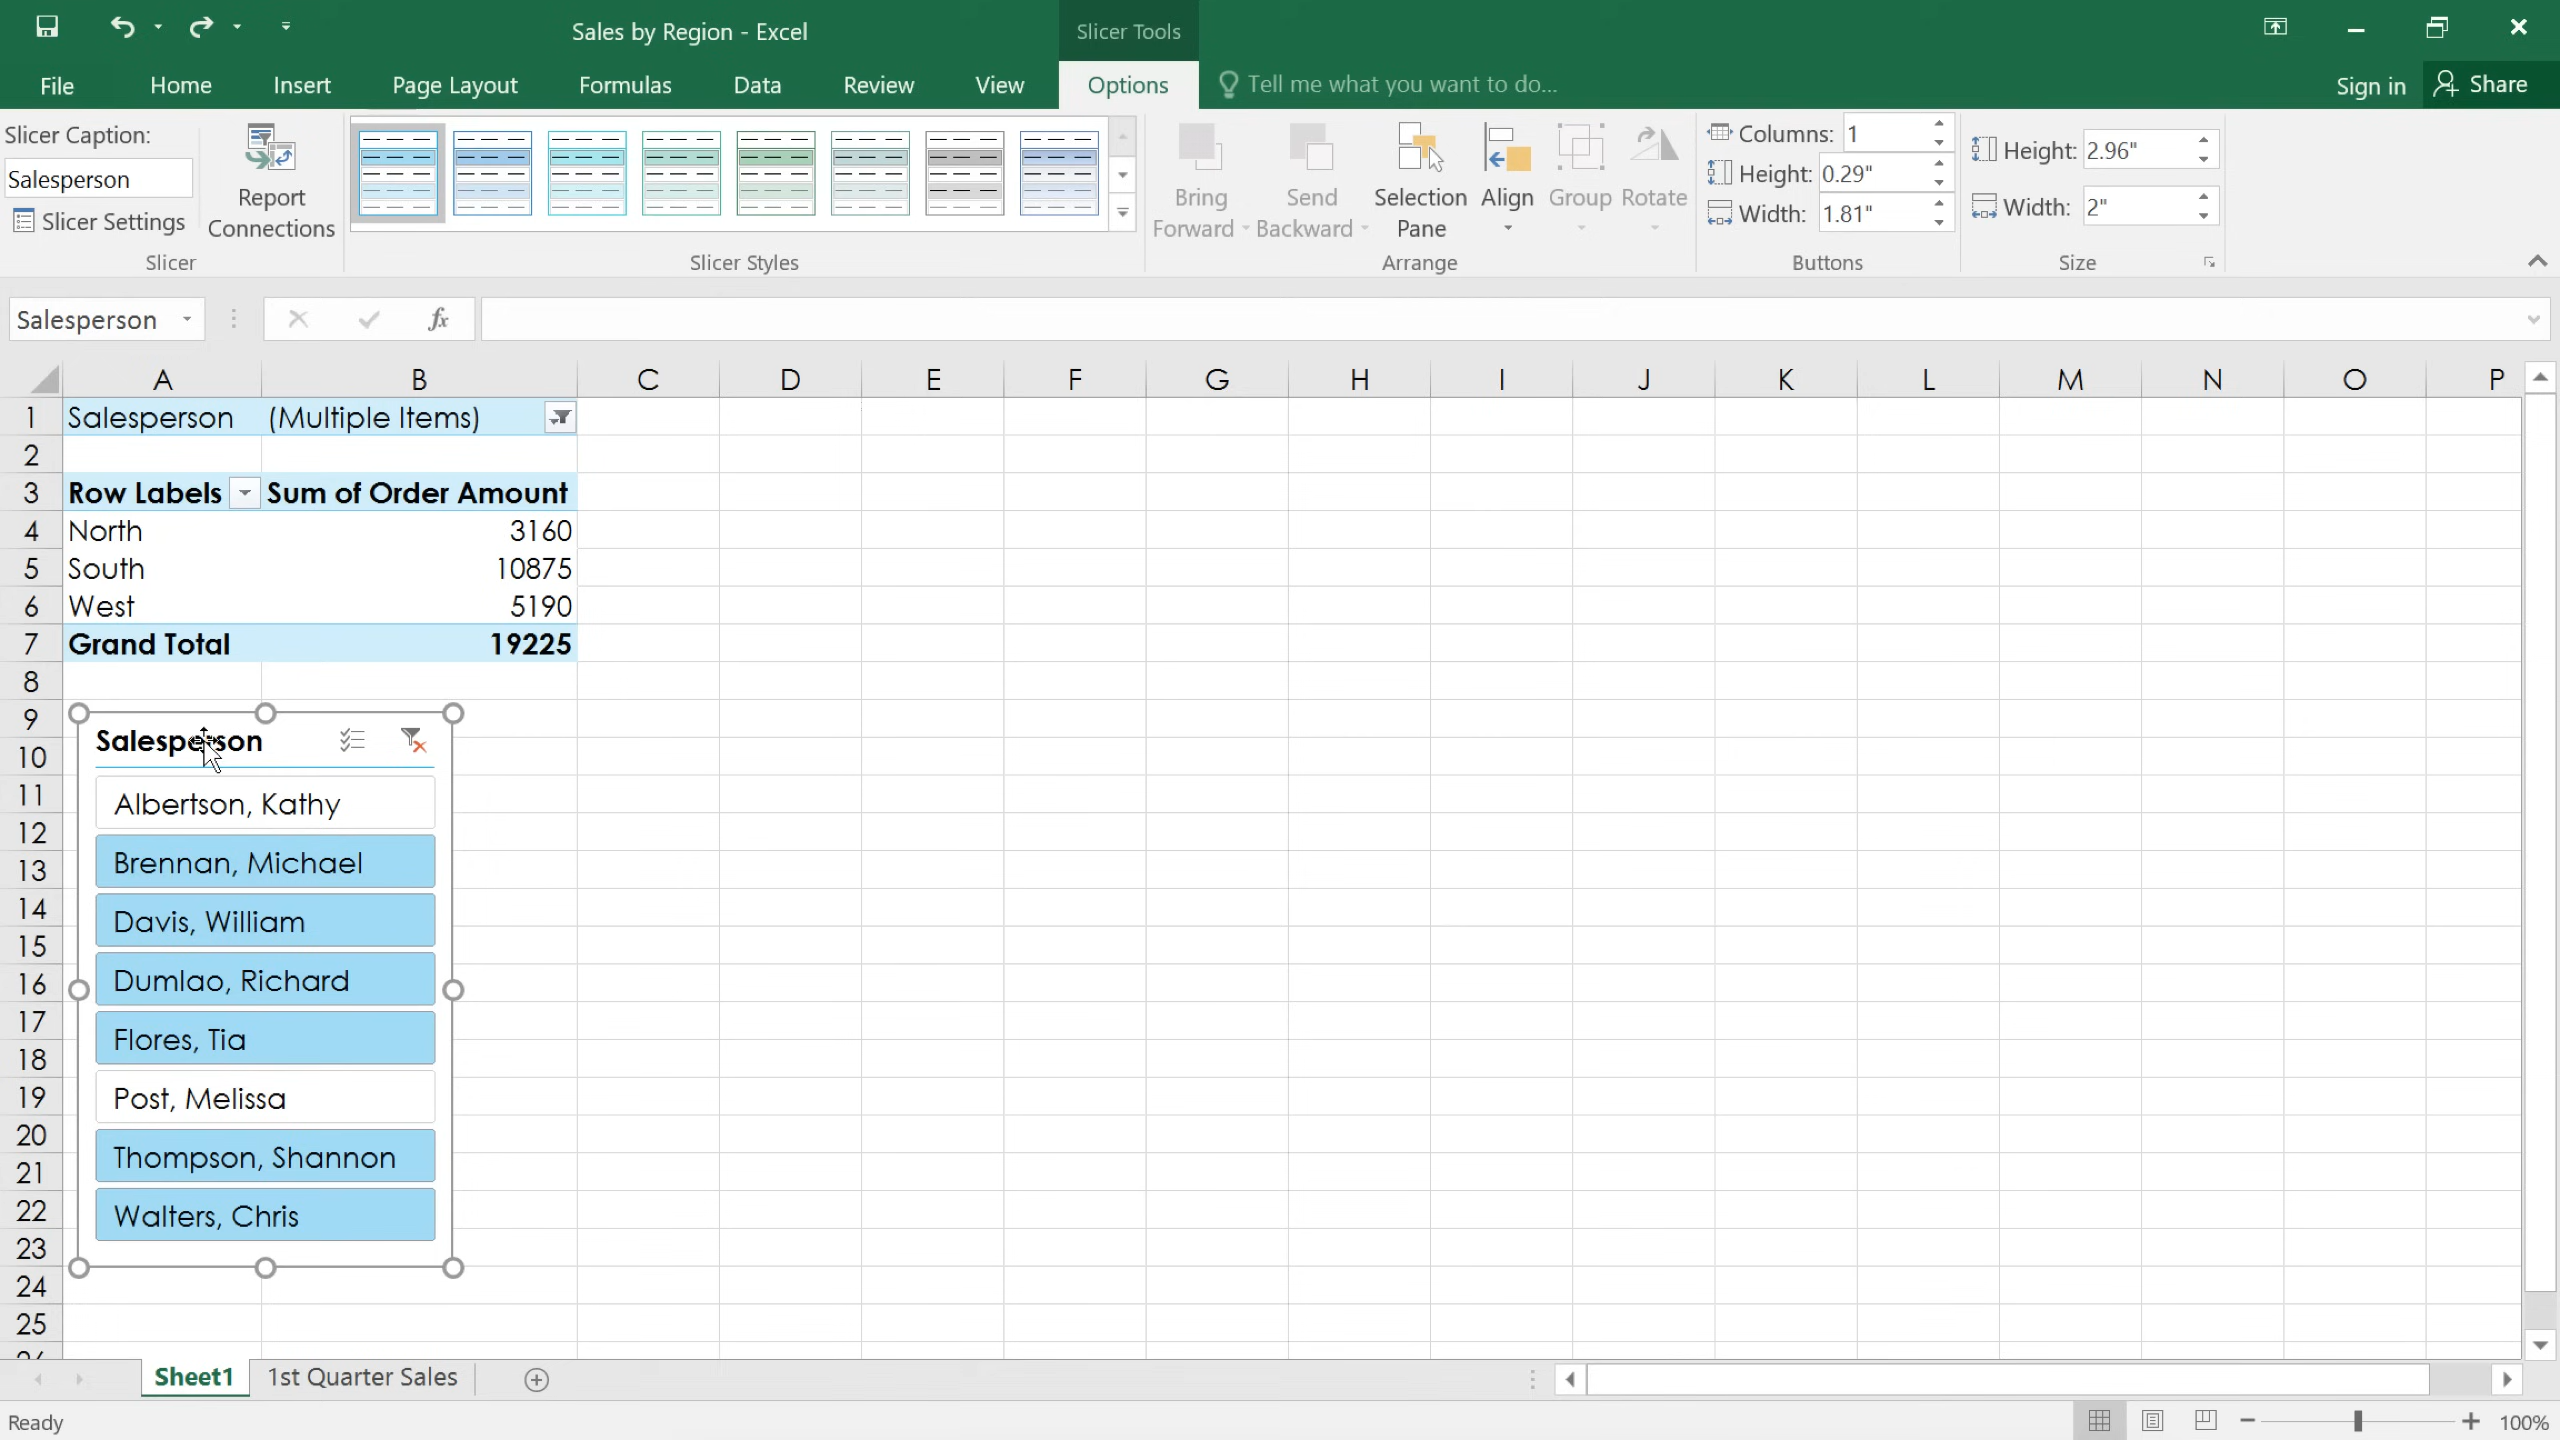 Sales by Region - Excel
Slicer Tools
File Home Insert Page Layout Formulas Data Review View Options Tell me what you want to do... Sign in Share
Slicer Caption:
Salesperson
Slicer Settings
Report Connections
Slicer
Slicer Styles
Bring Forward
Send Backward
Selection Pane
Align
Group
Rotate
Arrange
Columns: 1
Height: 0.29"
Width: 1.81"
Buttons
Height: 2.96"
Width: 2"
Size
Salesperson fx
A B C D E F G H I J K L M N O P
1 Salesperson (Multiple Items)
2
3 Row Labels Sum of Order Amount
4 North 3160
5 South 10875
6 West 5190
7 Grand Total 19225
8
9
10
11
12
13
14
15
16
17
18
19
20
21
22
23
24
25
26
Salesperson
Albertson, Kathy
Brennan, Michael
Davis, William
Dumlao, Richard
Flores, Tia
Post, Melissa
Thompson, Shannon
Walters, Chris
Sheet1 1st Quarter Sales
Ready 100%